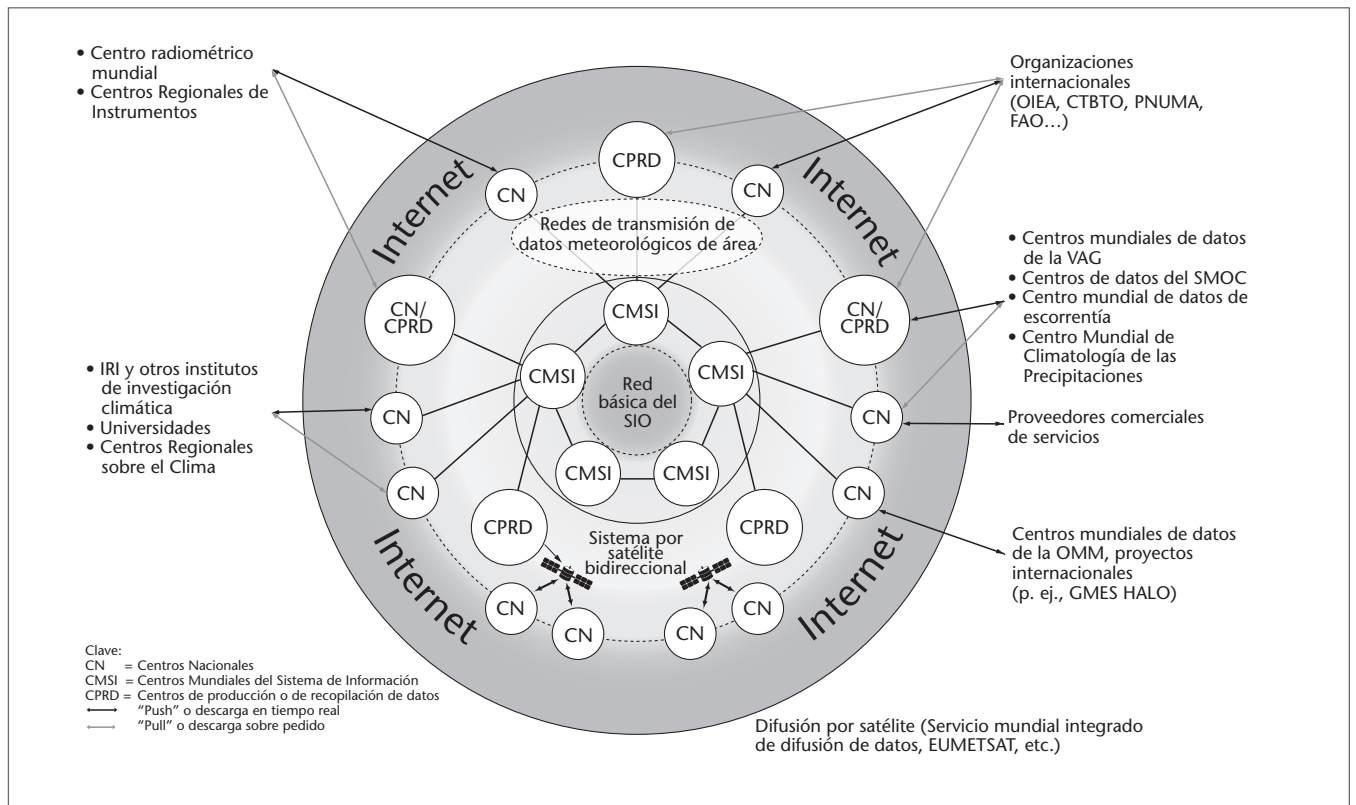 • Centro radiométrico
mundial
• Centros Regionales de
Instrumentos
Organizaciones
internacionales
(OIEA, CTBTO, PNUMA,
FAO…)
CPRD
CN
CN
Internet
Internet
Redes de transmisión de
datos meteorológicos de área
• Centros mundiales de datos
de la VAG
• Centros de datos del SMOC
• Centro mundial de datos de
escorrentía
• Centro Mundial de
Climatología de las
Precipitaciones
CN/
CPRD
CMSI
CN/
CPRD
CMSI
CMSI
Red
básica del
SIO
• IRI y otros institutos
de investigación
climática
• Universidades
• Centros Regionales
sobre el Clima
CN
CN
Proveedores comerciales
de servicios
CMSI
CMSI
CN
CN
CPRD
CPRD
Sistema por
satélite
bidireccional
Centros mundiales de datos
de la OMM, proyectos
internacionales
(p. ej., GMES HALO)
Internet
Internet
CN
CN
CN
CN
Clave:
CN = Centros Nacionales
CMSI = Centros Mundiales del Sistema de Información
CPRD = Centros de producción o de recopilación de datos
“Push” o descarga en tiempo real
“Pull” o descarga sobre pedido
Difusión por satélite (Servicio mundial integrado
de difusión de datos, EUMETSAT, etc.)